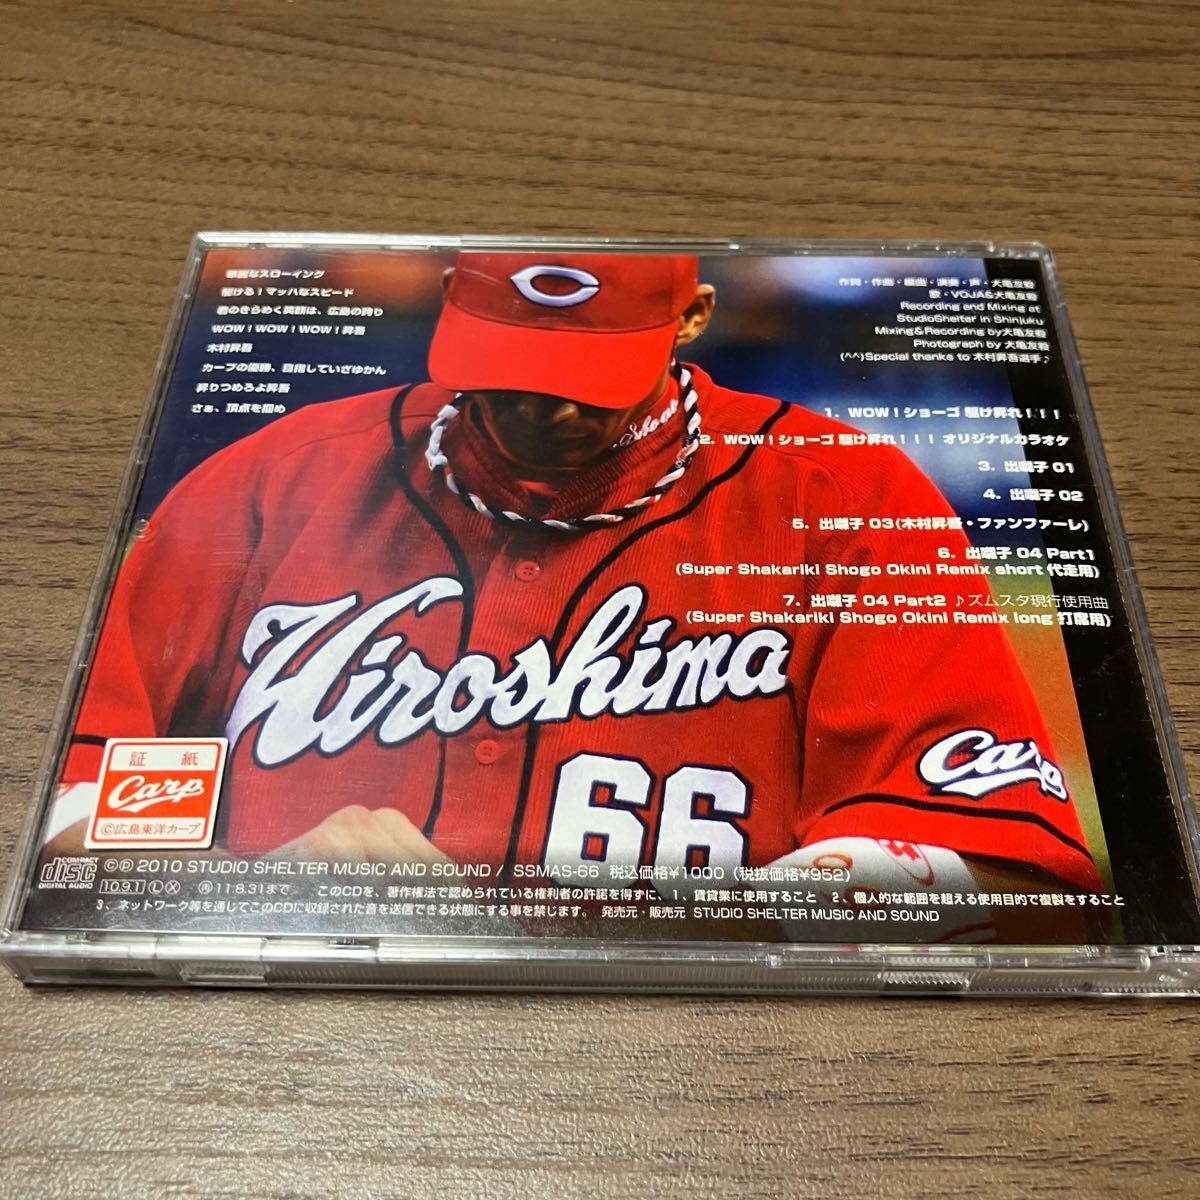 華麗なスローイング
駆ける！マッハなスピード
君のきらめく笑顔は、広島の誇り
WOW！WOW！WOW！昇吾
木村昇吾
カープの優勝、目指していざゆかん
昇りつめろよ昇吾
さぁ、頂点を掴め
作詞・作曲・編曲・演奏・声・大亀友毅
歌・VOJA&大亀友毅
Recording and Mixing at
StudioShelter in Shinjuku
Mixing＆Recording by大亀友毅
Photograph by 大亀友毅
(^^)Special thanks to 木村昇吾選手♪
1. WOW！ショーゴ 駆け昇れ！！！
2. WOW！ショーゴ 駆け昇れ！！！ オリジナルカラオケ
3. 出囃子 01
4. 出囃子 02
5. 出囃子 03(木村昇吾・ファンファーレ)
6. 出囃子 04 Part1
(Super Shakariki Shogo Okini Remix short 代走用)
7. 出囃子 04 Part2 ♪ズムスタ現行使用曲
(Super Shakariki Shogo Okini Remix long 打席用)
C
Shogo
Hiroshima
66
Carp
証紙
Carp
©広島東洋カープ
COMPACT
disc
DIGITAL AUDIO
©℗ 2010 STUDIO SHELTER MUSIC AND SOUND / SSMAS-66 税込価格¥1000 (税抜価格¥952)
10.9.1 Ⓛ Ⓧ ㊐11.8.31まで このCDを、著作権法で認められている権利者の許諾を得ずに、1、賃貸業に使用すること 2、個人的な範囲を超える使用目的で複製をすること
3、ネットワーク等を通じてこのCDに収録された音を送信できる状態にする事を禁じます。 発売元・販売元 STUDIO SHELTER MUSIC AND SOUND